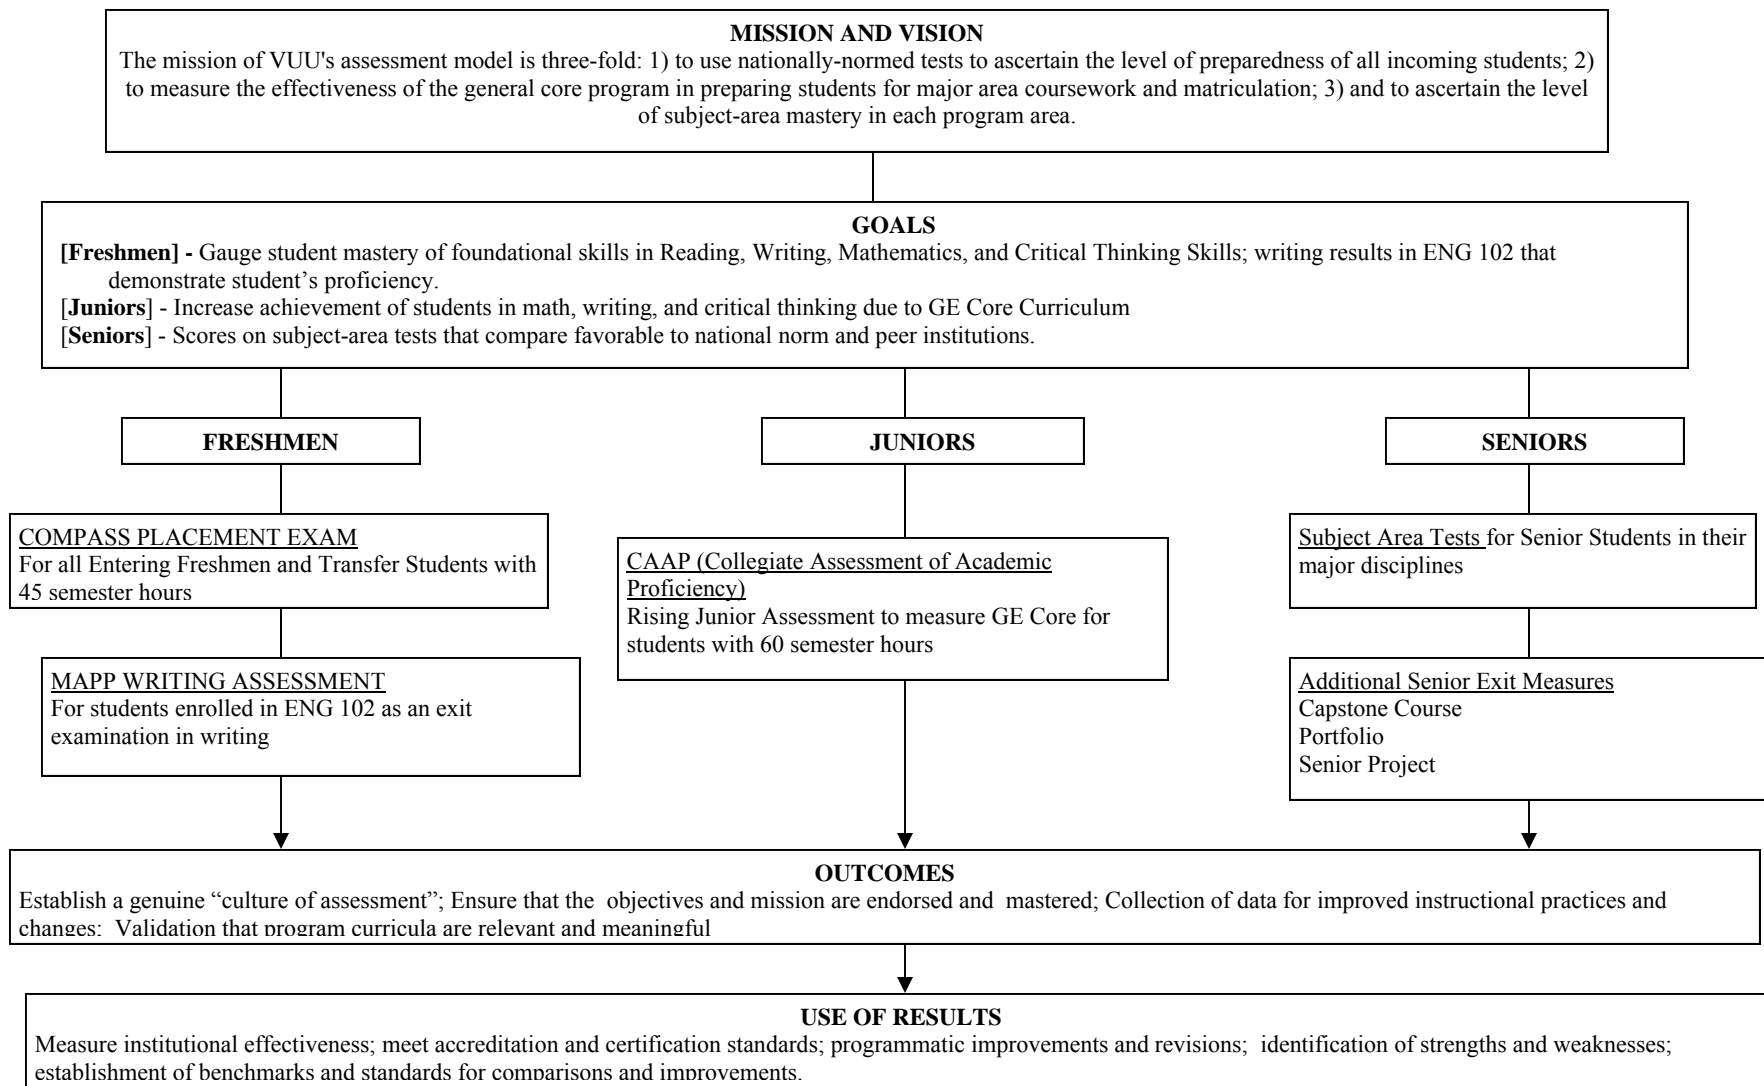 MISSION AND VISION
The mission of VUU's assessment model is three-fold: 1) to use nationally-normed tests to ascertain the level of preparedness of all incoming students; 2)
to measure the effectiveness of the general core program in preparing students for major area coursework and matriculation; 3) and to ascertain the level
of subject-area mastery in each program area.
GOALS
[Freshmen] - Gauge student mastery of foundational skills in Reading, Writing, Mathematics, and Critical Thinking Skills; writing results in ENG 102 that
demonstrate student’s proficiency.
[Juniors] - Increase achievement of students in math, writing, and critical thinking due to GE Core Curriculum
[Seniors] - Scores on subject-area tests that compare favorable to national norm and peer institutions.
FRESHMEN
JUNIORS
SENIORS
COMPASS PLACEMENT EXAM
For all Entering Freshmen and Transfer Students with
45 semester hours
MAPP WRITING ASSESSMENT
For students enrolled in ENG 102 as an exit
examination in writing
CAAP (Collegiate Assessment of Academic
Proficiency)
Rising Junior Assessment to measure GE Core for
students with 60 semester hours
Subject Area Tests for Senior Students in their
major disciplines
Additional Senior Exit Measures
Capstone Course
Portfolio
Senior Project
OUTCOMES
Establish a genuine “culture of assessment”; Ensure that the objectives and mission are endorsed and mastered; Collection of data for improved instructional practices and
changes; Validation that program curricula are relevant and meaningful
USE OF RESULTS
Measure institutional effectiveness; meet accreditation and certification standards; programmatic improvements and revisions; identification of strengths and weaknesses;
establishment of benchmarks and standards for comparisons and improvements.